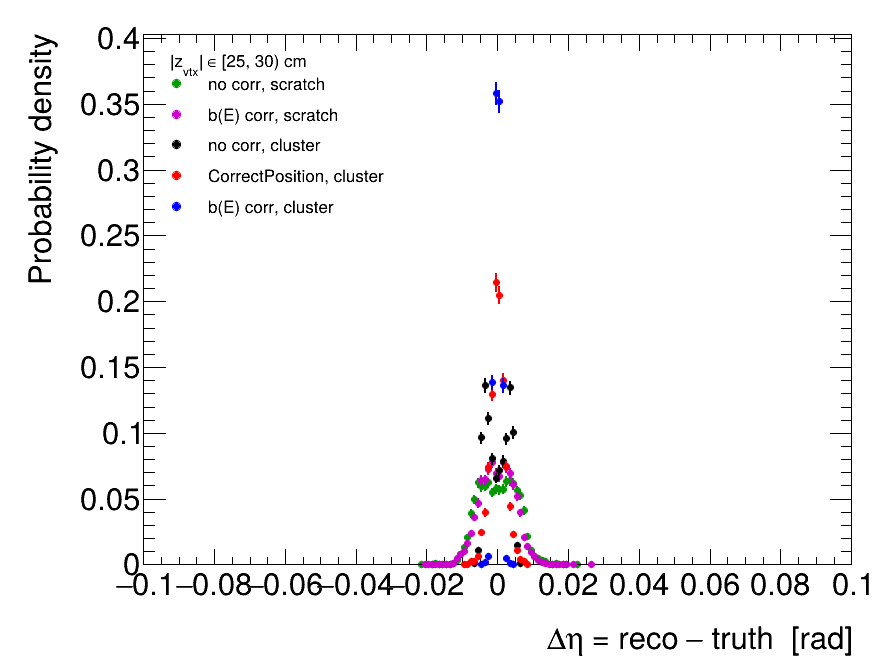 Probability density
|z_vtx| ∈ [25, 30) cm
no corr, scratch
b(E) corr, scratch
no corr, cluster
CorrectPosition, cluster
b(E) corr, cluster
0.4
0.35
0.3
0.25
0.2
0.15
0.1
0.05
0
−0.1 −0.08 −0.06 −0.04 −0.02 0 0.02 0.04 0.06 0.08 0.1
Δη = reco − truth [rad]